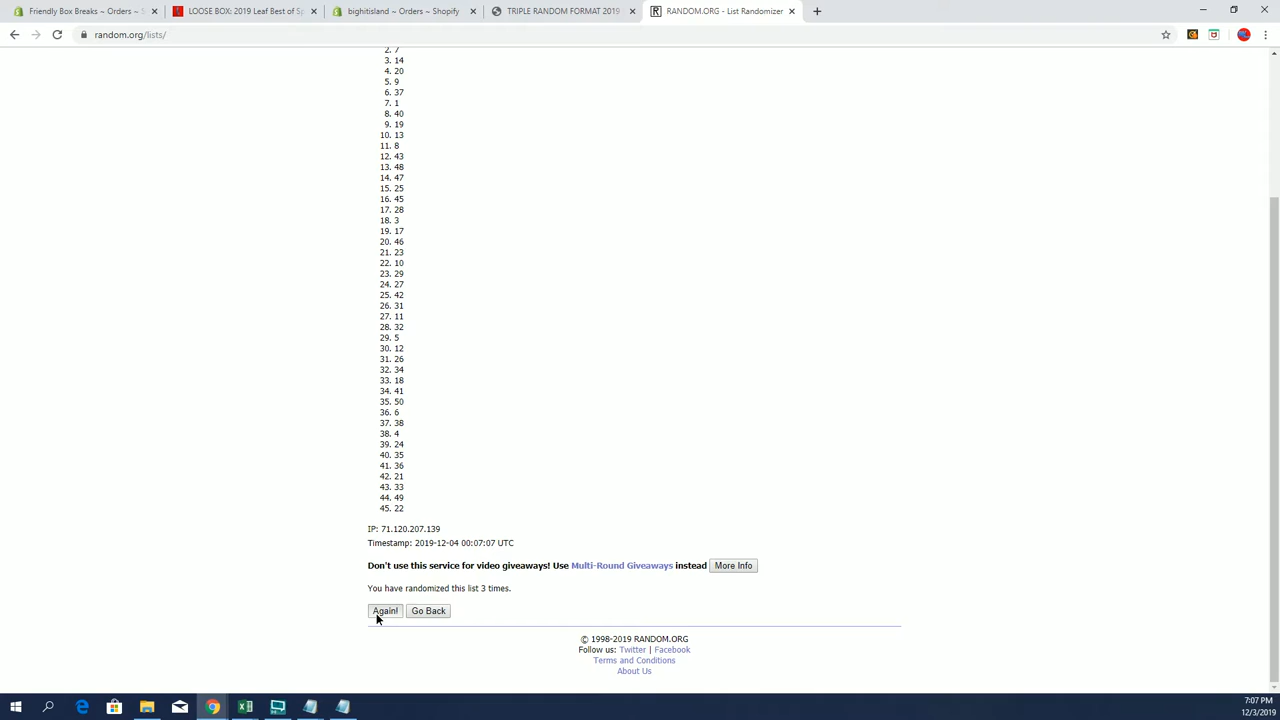 Friendly Box Breaks ~ Orders ~ S
LOOSE BOX: 2019 Leaf Best of Sp
bighitisland ~ Orders ~ Shopify
TRIPLE RANDOM FORMAT 2019
RANDOM.ORG - List Randomizer
random.org/lists/
2. 7
3. 14
4. 20
5. 9
6. 37
7. 1
8. 40
9. 19
10. 13
11. 8
12. 43
13. 48
14. 47
15. 25
16. 45
17. 28
18. 3
19. 17
20. 46
21. 23
22. 10
23. 29
24. 27
25. 42
26. 31
27. 11
28. 32
29. 5
30. 12
31. 26
32. 34
33. 18
34. 41
35. 50
36. 6
37. 38
38. 4
39. 24
40. 35
41. 36
42. 21
43. 33
44. 49
45. 22
IP: 71.120.207.139
Timestamp: 2019-12-04 00:07:07 UTC
Don't use this service for video giveaways! Use Multi-Round Giveaways instead More Info
You have randomized this list 3 times.
Again! Go Back
© 1998-2019 RANDOM.ORG
Follow us: Twitter | Facebook
Terms and Conditions
About Us
7:07 PM
12/3/2019